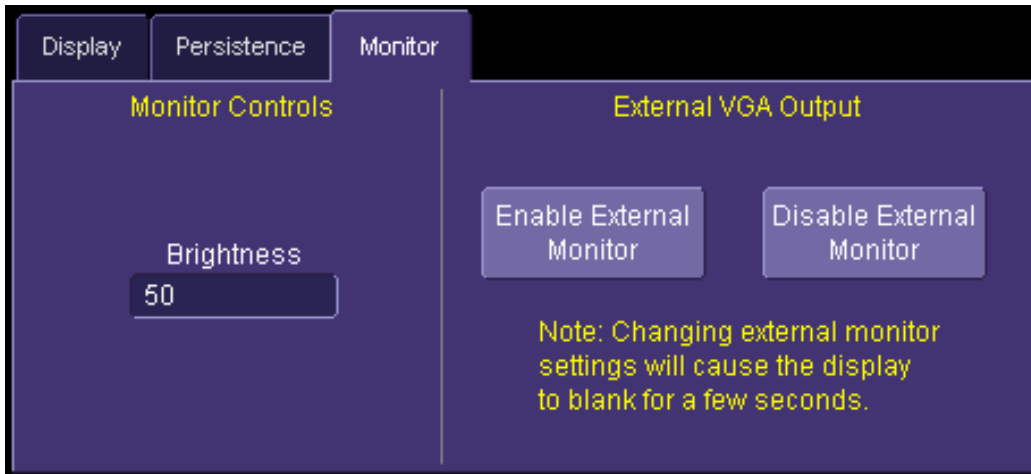 Display
Persistence
Monitor
Monitor Controls
Brightness
50
External VGA Output
Enable External
Monitor
Disable External
Monitor
Note: Changing external monitor
settings will cause the display
to blank for a few seconds.